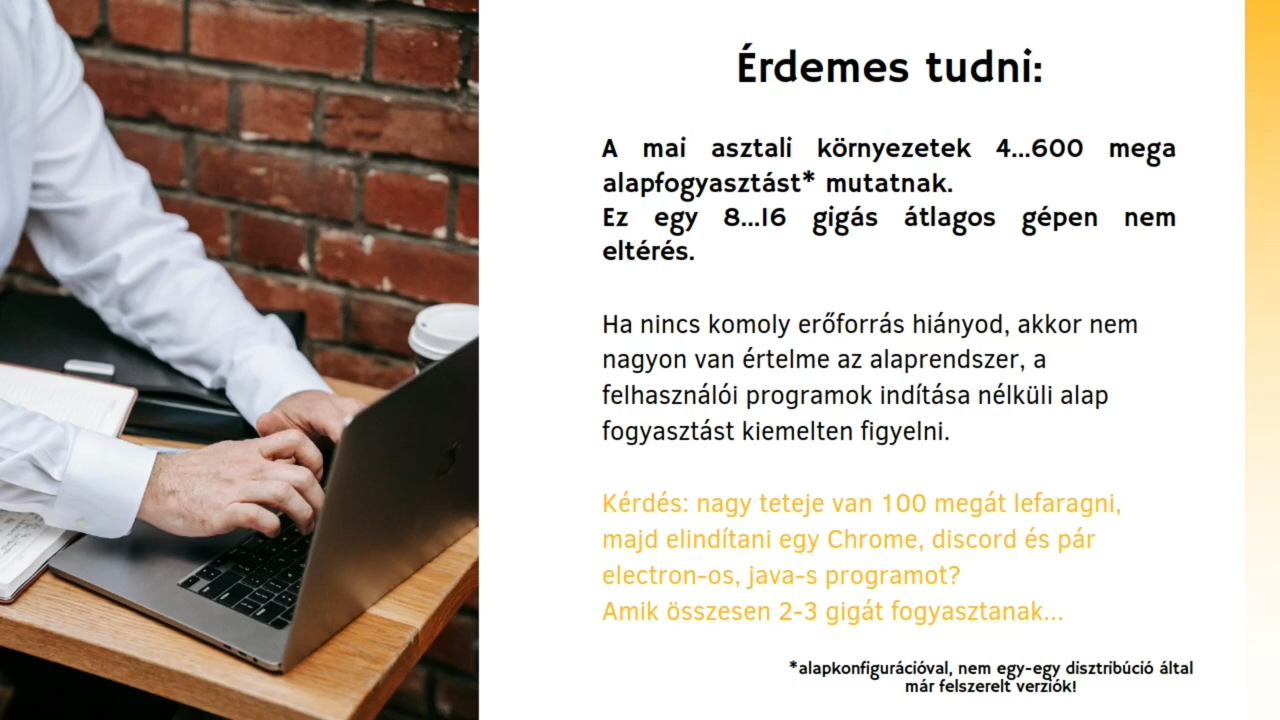 Érdemes tudni:
A mai asztali környezetek 4...600 mega
alapfogyasztást* mutatnak.
Ez egy 8...16 gigás átlagos gépen nem
eltérés.
Ha nincs komoly erőforrás hiányod, akkor nem
nagyon van értelme az alaprendszer, a
felhasználói programok indítása nélküli alap
fogyasztást kiemelten figyelni.
Kérdés: nagy teteje van 100 megát lefaragni,
majd elindítani egy Chrome, discord és pár
electron-os, java-s programot?
Amik összesen 2-3 gigát fogyasztanak...
*alapkonfigurációval, nem egy-egy disztribúció által
már felszerelt verziók!